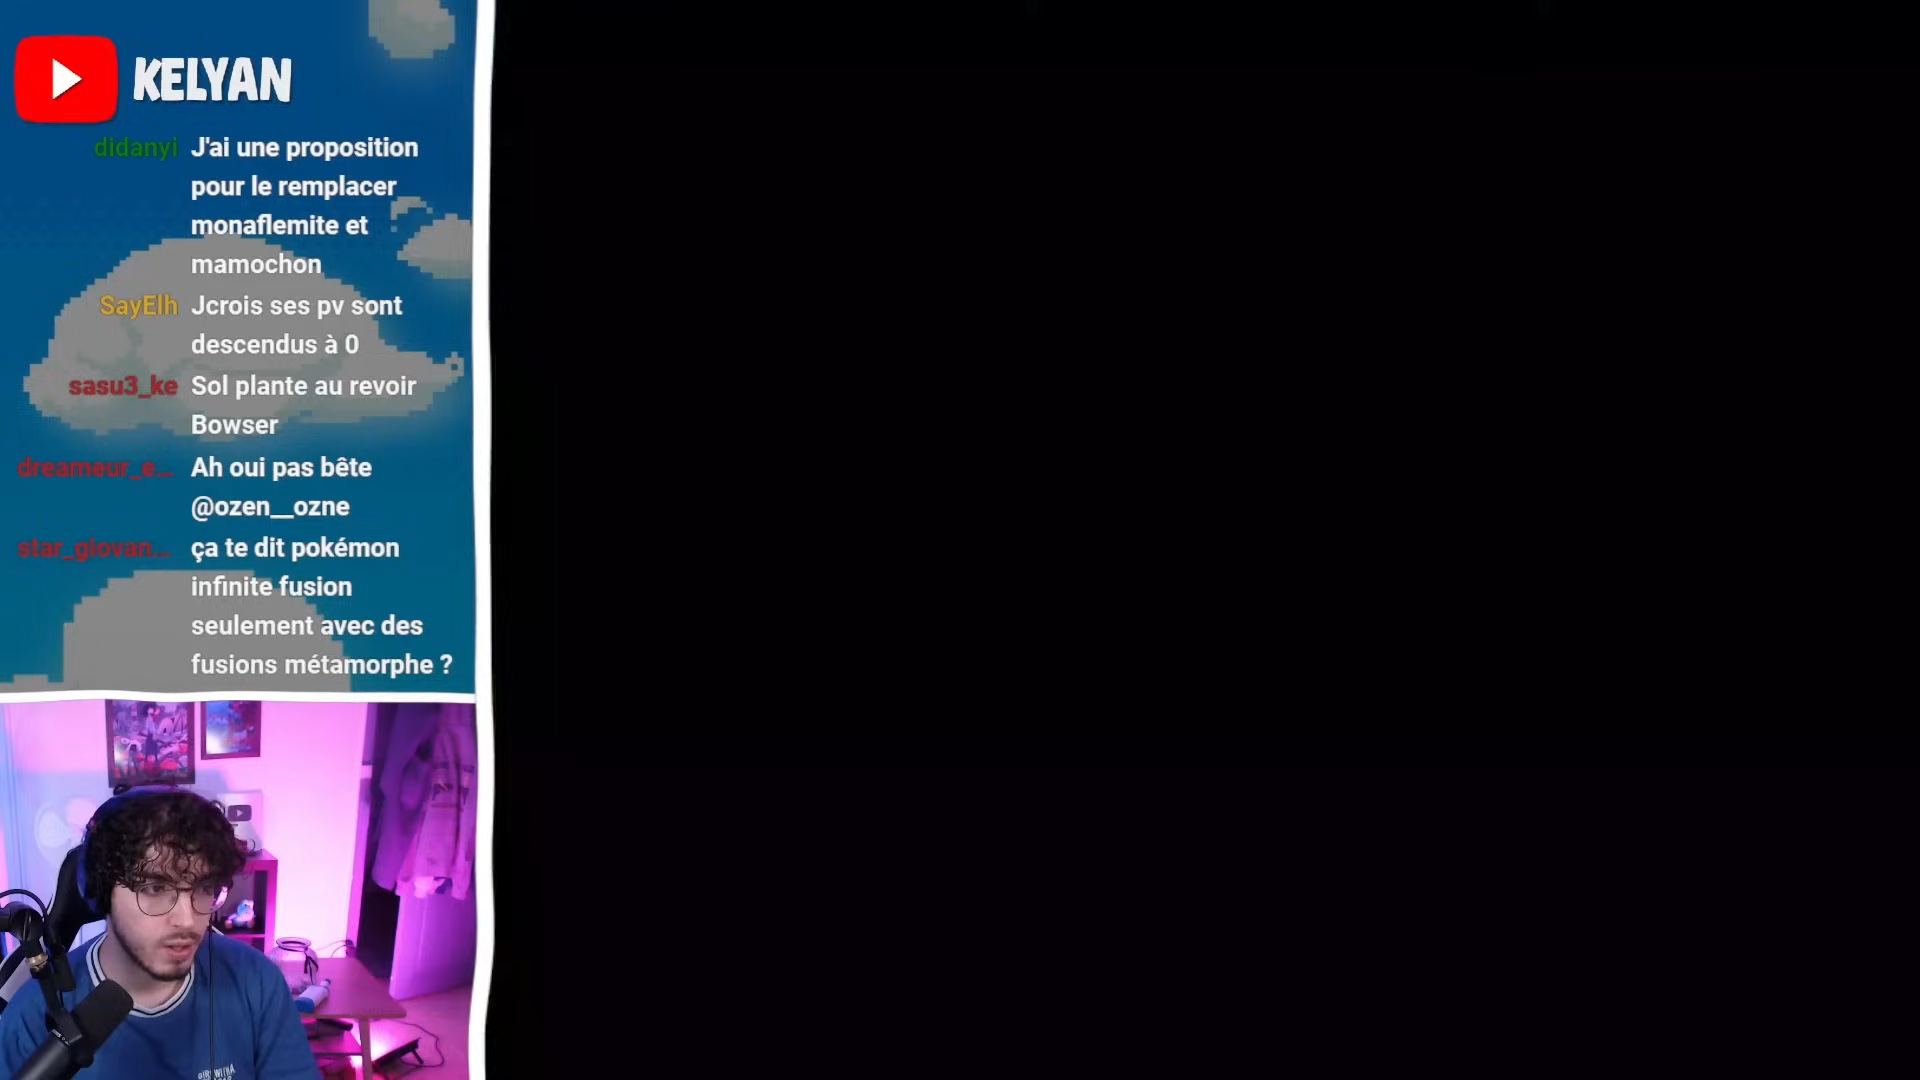 KELYAN
didanyi J'ai une proposition
pour le remplacer
monaflemite et
mamochon
SayElh Jcrois ses pv sont
descendus à 0
sasu3_ke Sol plante au revoir
Bowser
dreameur_e... Ah oui pas bête
@ozen__ozne
star_giovan... ça te dit pokémon
infinite fusion
seulement avec des
fusions métamorphe ?